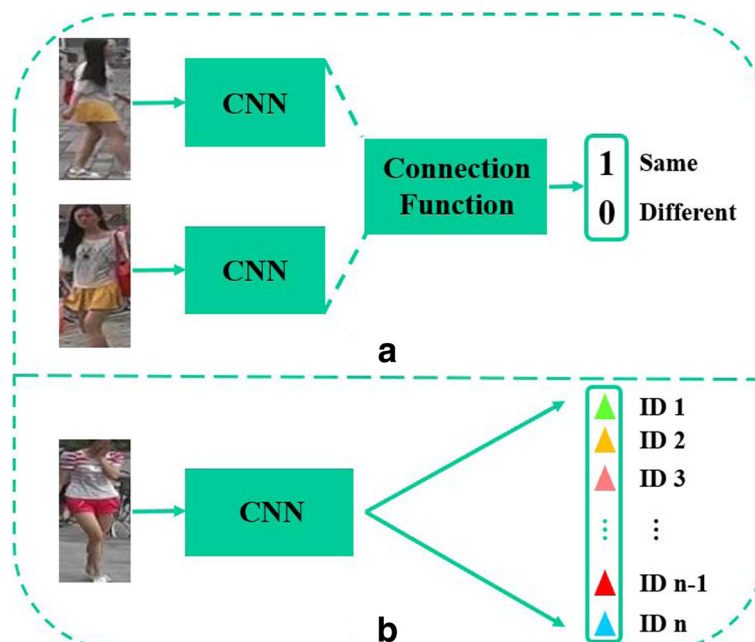 CNN
Connection
Function
1 Same
0 Different
CNN
a
CNN
ID 1
ID 2
ID 3
⋮ ⋮
ID n-1
ID n
b